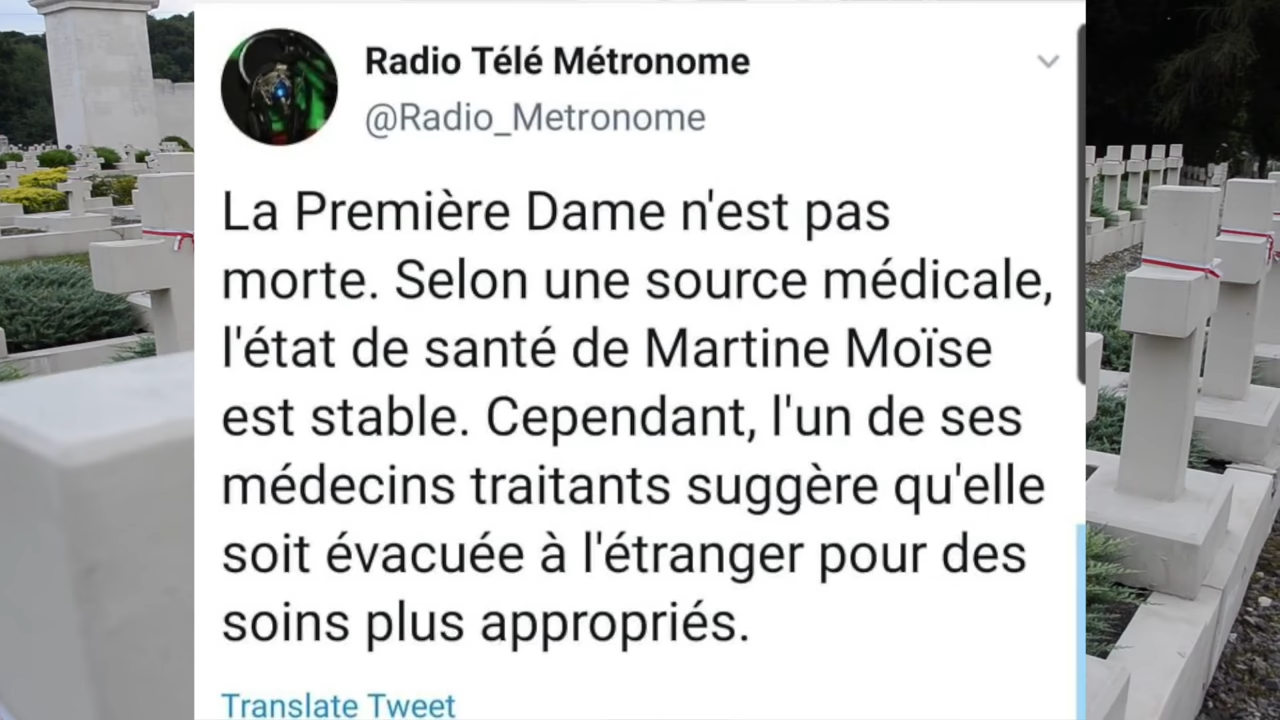 Radio Télé Métronome
@Radio_Metronome
La Première Dame n'est pas
morte. Selon une source médicale,
l'état de santé de Martine Moïse
est stable. Cependant, l'un de ses
médecins traitants suggère qu'elle
soit évacuée à l'étranger pour des
soins plus appropriés.
Translate Tweet